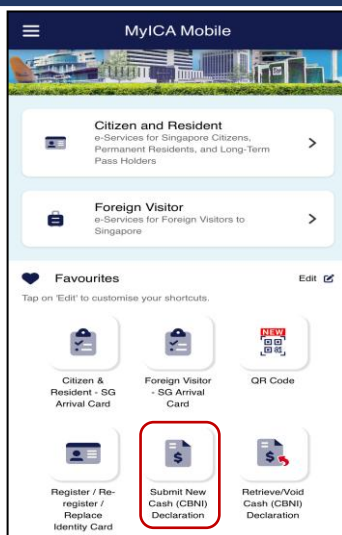 MyICA Mobile
Citizen and Resident
e-Services for Singapore Citizens,
Permanent Residents, and Long-Term
Pass Holders
Foreign Visitor
e-Services for Foreign Visitors to
Singapore
Favourites
Edit
Tap on 'Edit' to customise your shortcuts.
Citizen &
Resident - SG
Arrival Card
Foreign Visitor
- SG Arrival
Card
NEW
QR Code
Register / Re-
register /
Replace
Identity Card
$
Submit New
Cash (CBNI)
Declaration
$
Retrieve/Void
Cash (CBNI)
Declaration